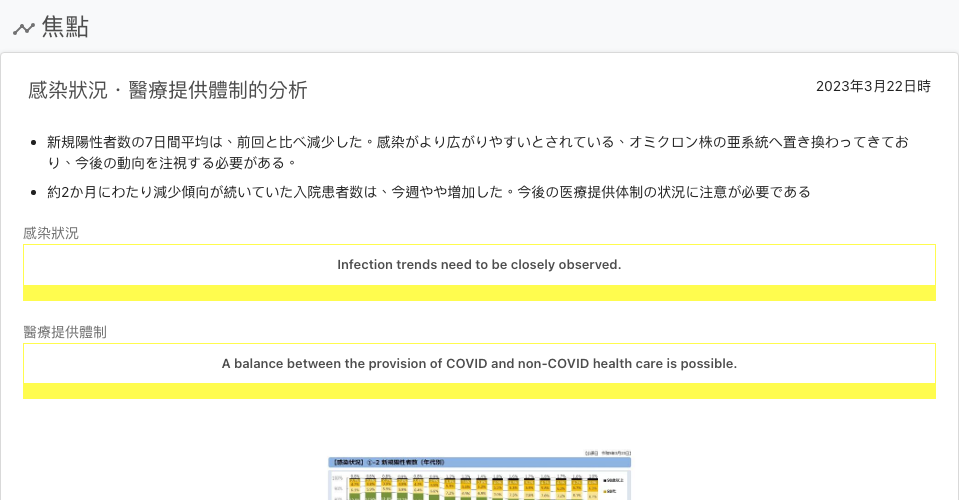 焦點
感染狀況・醫療提供體制的分析
2023年3月22日時
新規陽性者数の7日間平均は、前回と比べ減少した。感染がより広がりやすいとされている、オミクロン株の亜系統へ置き換わってきてお
り、今後の動向を注視する必要がある。
約2か月にわたり減少傾向が続いていた入院患者数は、今週やや増加した。今後の医療提供体制の状況に注意が必要である
感染狀況
Infection trends need to be closely observed.
醫療提供體制
A balance between the provision of COVID and non-COVID health care is possible.
【感染状況】①-2 新規陽性者数（年代別）
100%